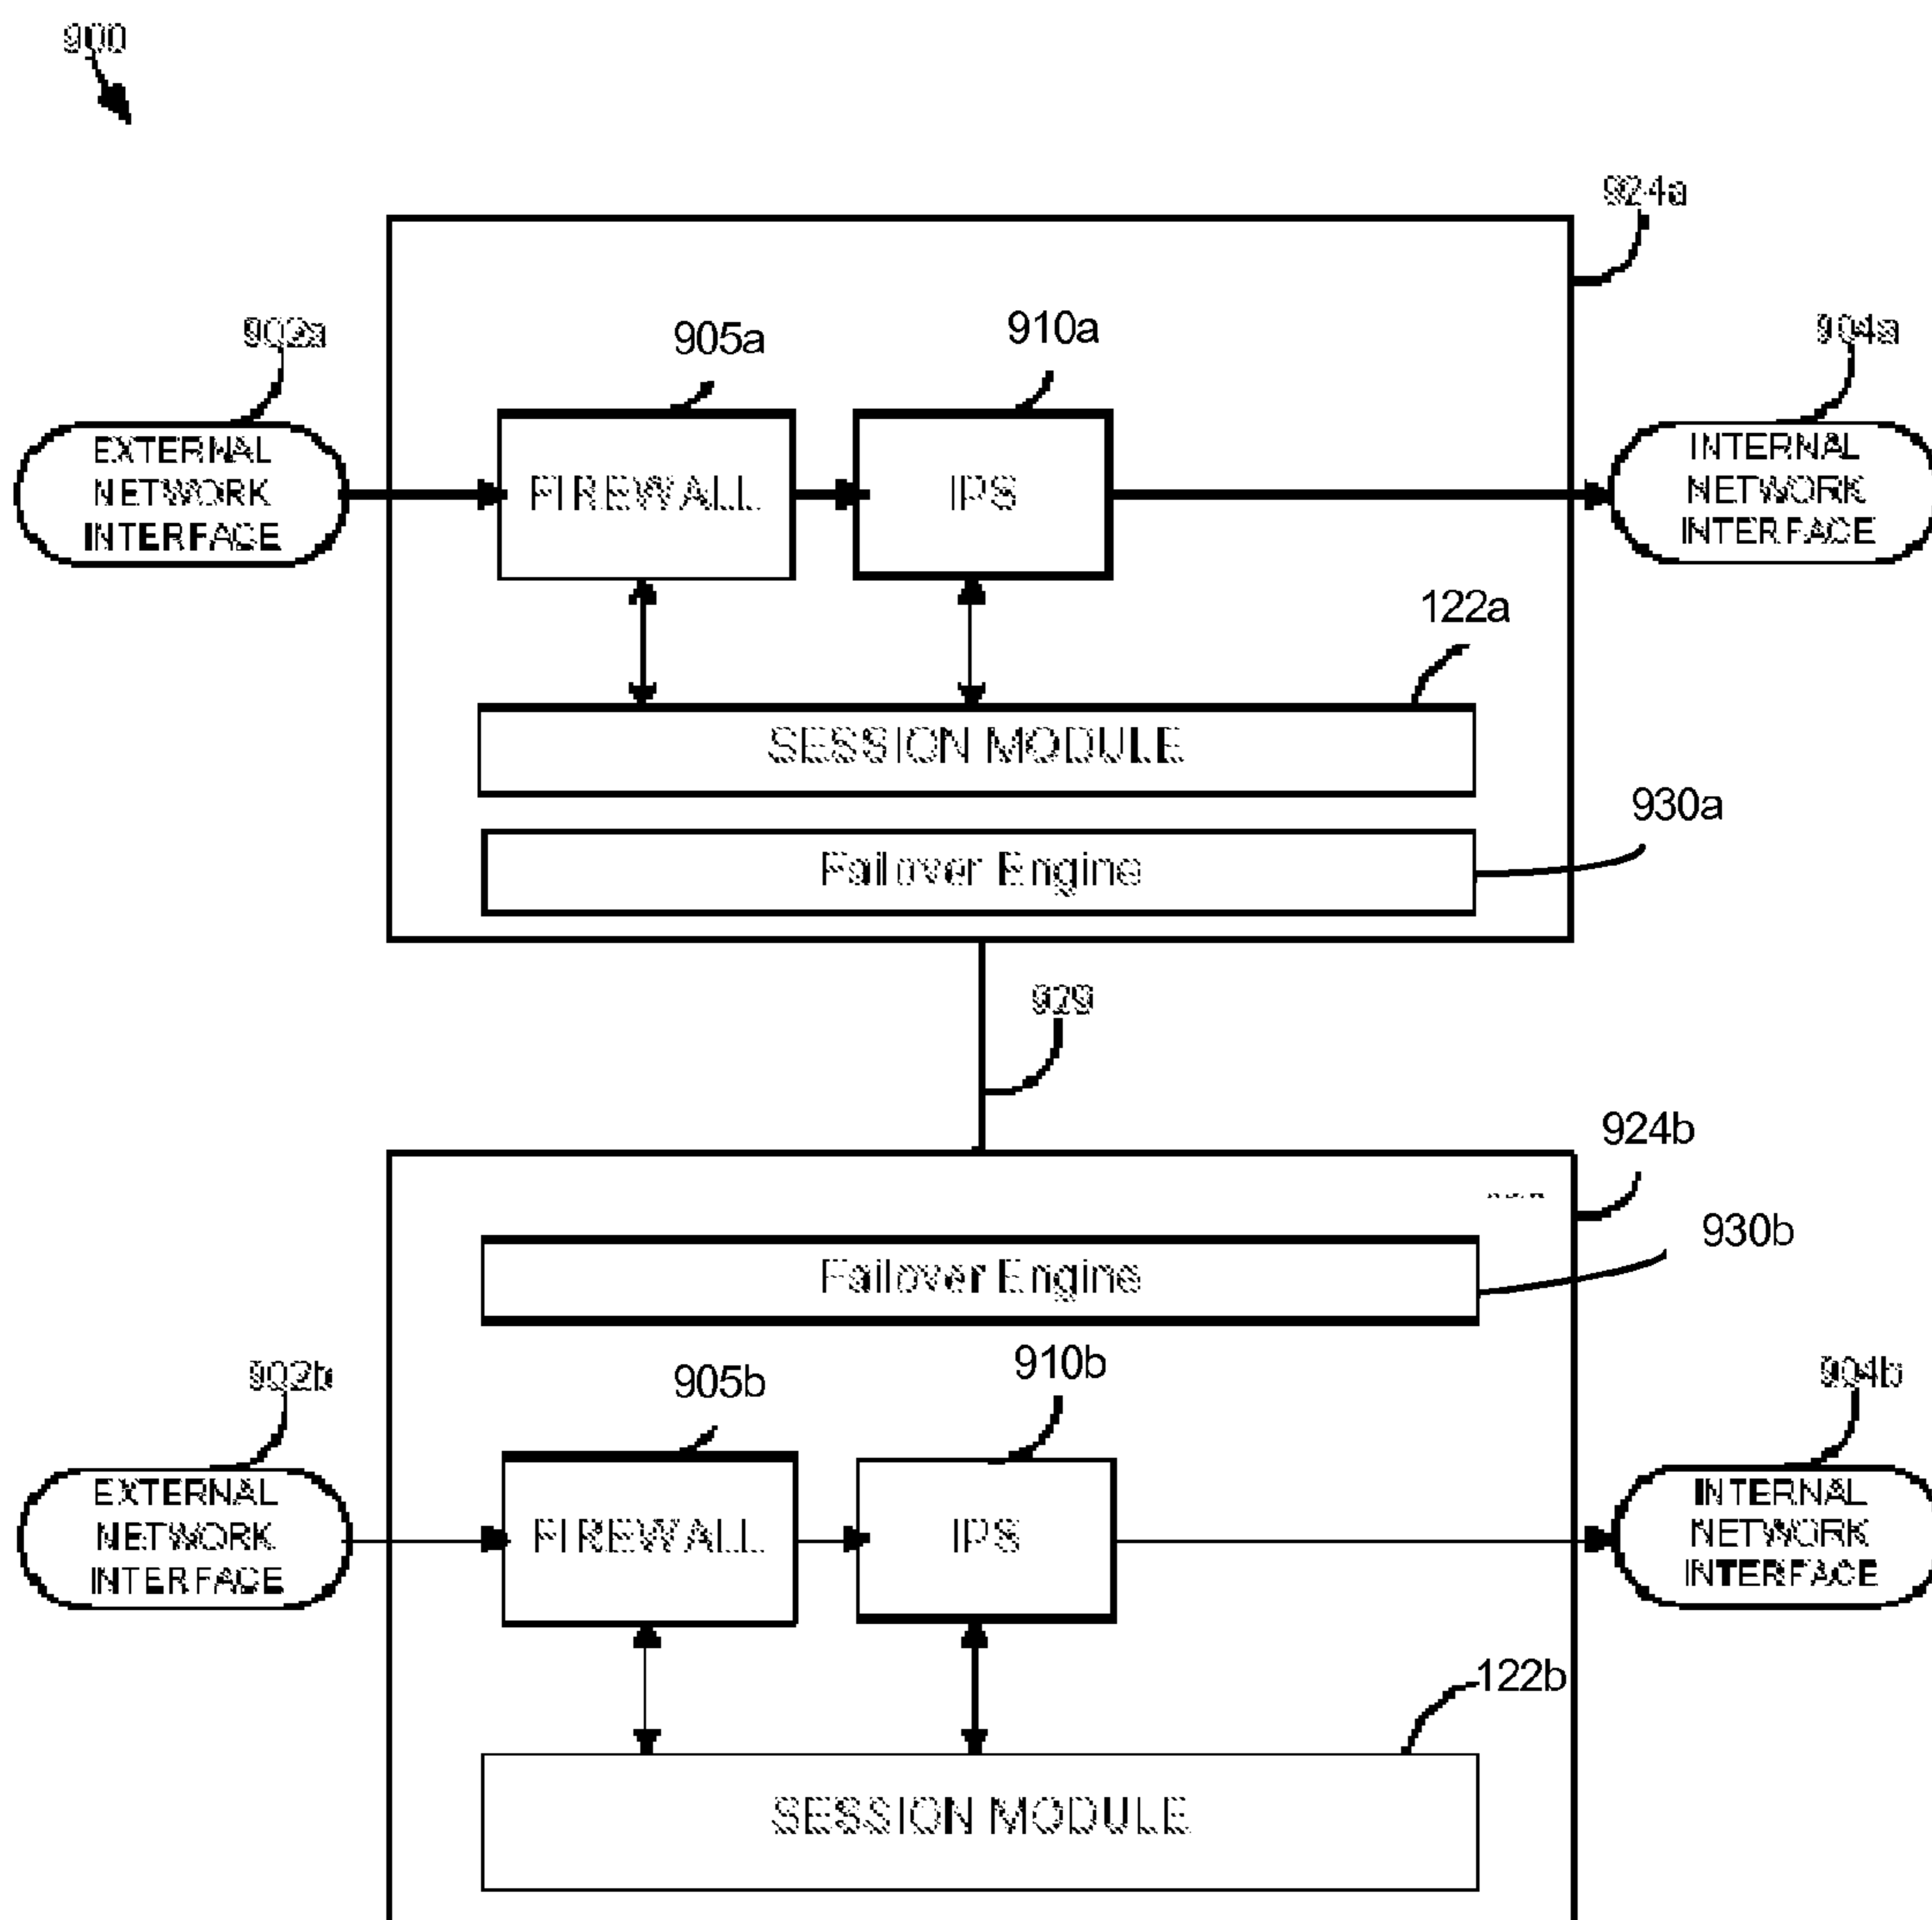 900
924a
902a
905a
910a
904a
EXTERNAL
NETWORK
INTERFACE
FIREWALL
IPS
INTERNAL
NETWORK
INTERFACE
122a
SESSION MODULE
930a
Failover Engine
929
924b
930b
Failover Engine
902b
905b
910b
904b
EXTERNAL
NETWORK
INTERFACE
FIREWALL
IPS
INTERNAL
NETWORK
INTERFACE
122b
SESSION MODULE